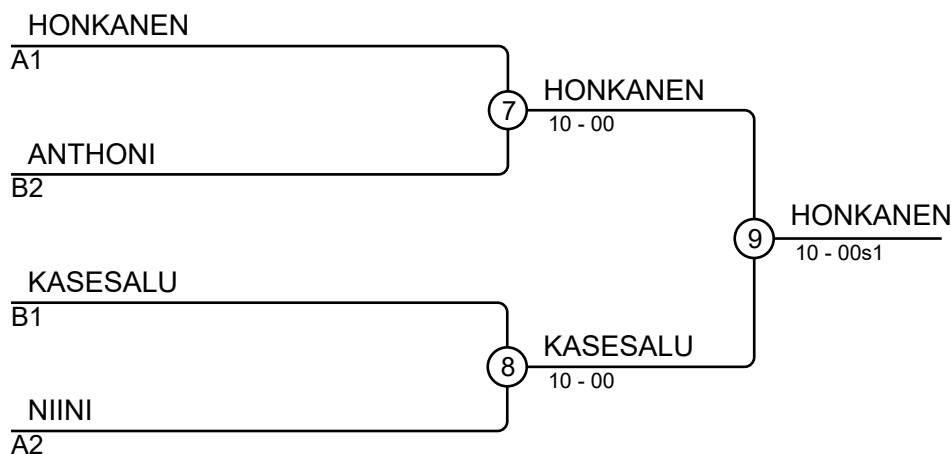 HONKANEN
A1
7
HONKANEN
10 - 00
ANTHONI
B2
9
HONKANEN
10 - 00s1
KASESALU
B1
8
KASESALU
10 - 00
NIINI
A2